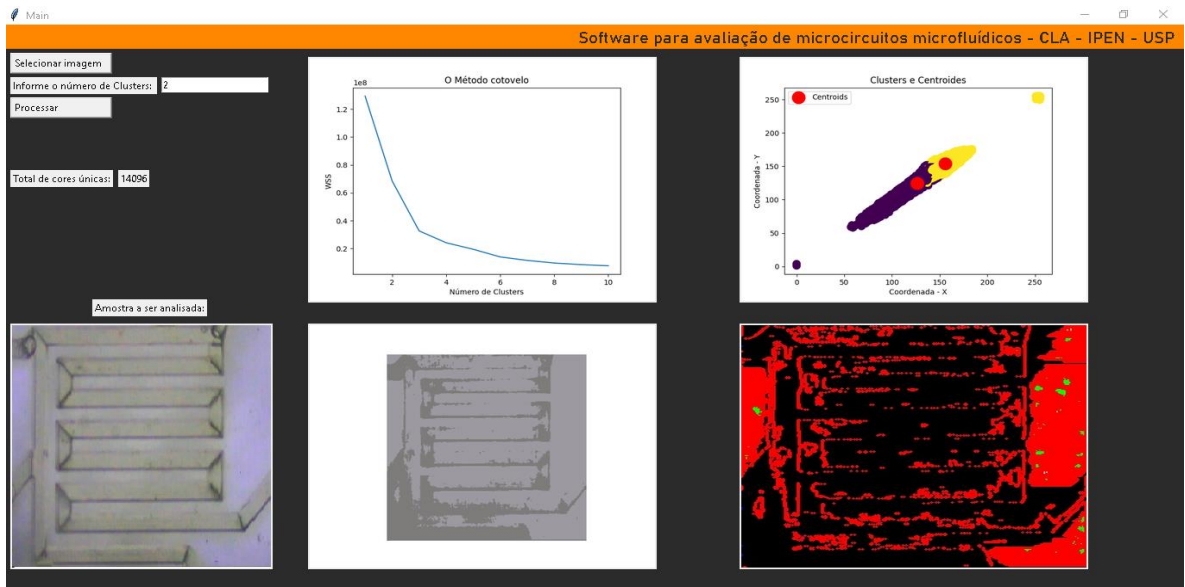 Main
Software para avaliação de microcircuitos microfluídicos - CLA - IPEN - USP
Selecionar imagem
Informe o número de Clusters: 2
Processar
Total de cores únicas: 14096
O Método cotovelo
1e8
1.2
1.0
0.8
0.6
0.4
0.2
WSS
2 4 6 8 10
Número de Clusters
Clusters e Centroides
Centroids
250
200
150
100
50
0
Coordenada - Y
0 50 100 150 200 250
Coordenada - X
Amostra a ser analisada: